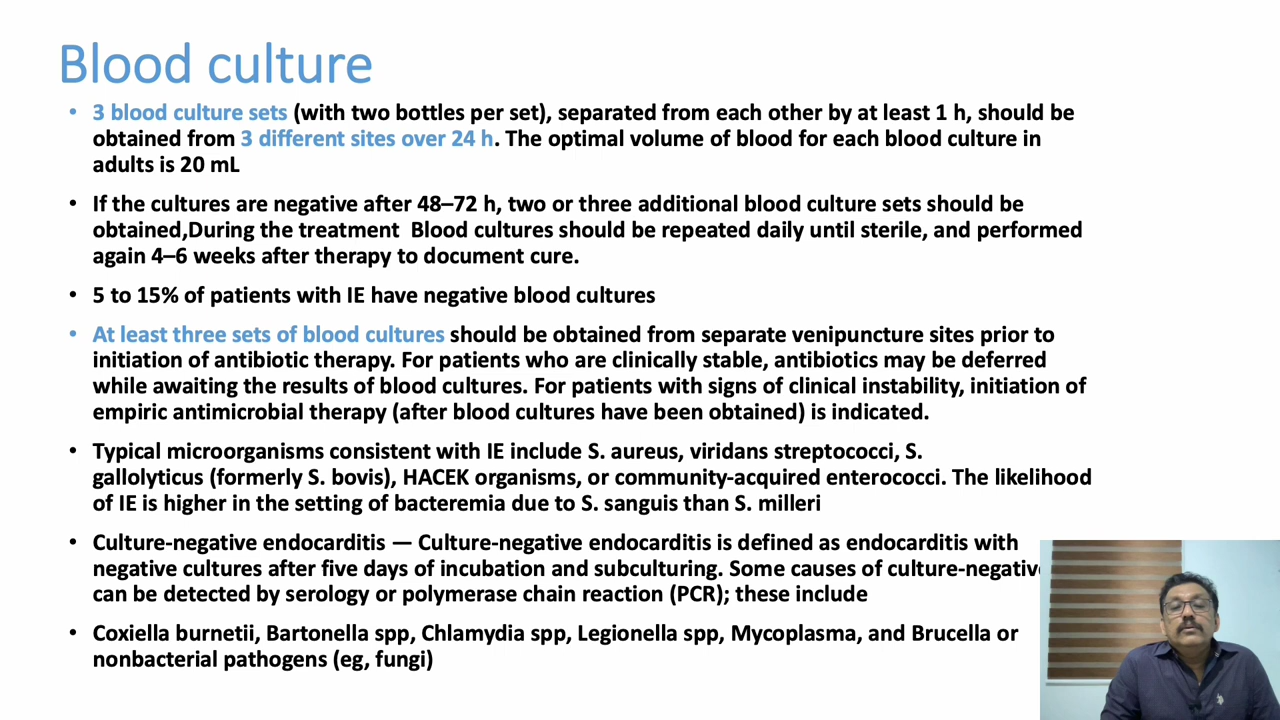 Blood culture
• 3 blood culture sets (with two bottles per set), separated from each other by at least 1 h, should be
obtained from 3 different sites over 24 h. The optimal volume of blood for each blood culture in
adults is 20 mL
• If the cultures are negative after 48–72 h, two or three additional blood culture sets should be
obtained,During the treatment  Blood cultures should be repeated daily until sterile, and performed
again 4–6 weeks after therapy to document cure.
• 5 to 15% of patients with IE have negative blood cultures
• At least three sets of blood cultures should be obtained from separate venipuncture sites prior to
initiation of antibiotic therapy. For patients who are clinically stable, antibiotics may be deferred
while awaiting the results of blood cultures. For patients with signs of clinical instability, initiation of
empiric antimicrobial therapy (after blood cultures have been obtained) is indicated.
• Typical microorganisms consistent with IE include S. aureus, viridans streptococci, S.
gallolyticus (formerly S. bovis), HACEK organisms, or community-acquired enterococci. The likelihood
of IE is higher in the setting of bacteremia due to S. sanguis than S. milleri
• Culture-negative endocarditis — Culture-negative endocarditis is defined as endocarditis with
negative cultures after five days of incubation and subculturing. Some causes of culture-negative
can be detected by serology or polymerase chain reaction (PCR); these include
• Coxiella burnetii, Bartonella spp, Chlamydia spp, Legionella spp, Mycoplasma, and Brucella or
nonbacterial pathogens (eg, fungi)